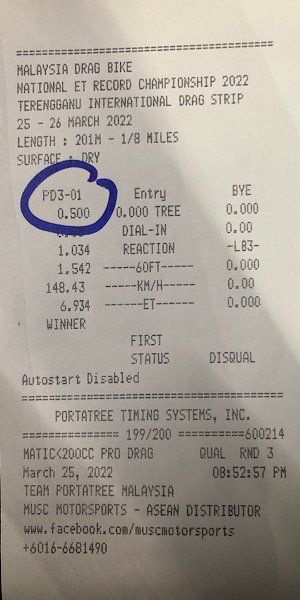 ==========================================
MALAYSIA DRAG BIKE
NATIONAL ET RECORD CHAMPIONSHIP 2022
TERENGGANU INTERNATIONAL DRAG STRIP
25 - 26 MARCH 2022
LENGTH : 201M - 1/8 MILES
SURFACE : DRY
==========================================
PD3-01 Entry BYE
0.500 0.000 TREE 0.000
DIAL-IN 0.00
1.034 REACTION -LB3-
1.542 ------60FT----- 0.000
148.43 ------KM/H------ 0.00
6.934 -------ET------- 0.000
WINNER
FIRST
STATUS DISQUAL
Autostart Disabled
==========================================
PORTATREE TIMING SYSTEMS, INC.
============= 199/200 ==========600214
MATIC<200CC PRO DRAG QUAL RND 3
March 25, 2022 08:52:57 PM
TEAM PORTATREE MALAYSIA
MUSC MOTORSPORTS - ASEAN DISTRIBUTOR
www.facebook.com/muscmotorsports
+6016-6681490